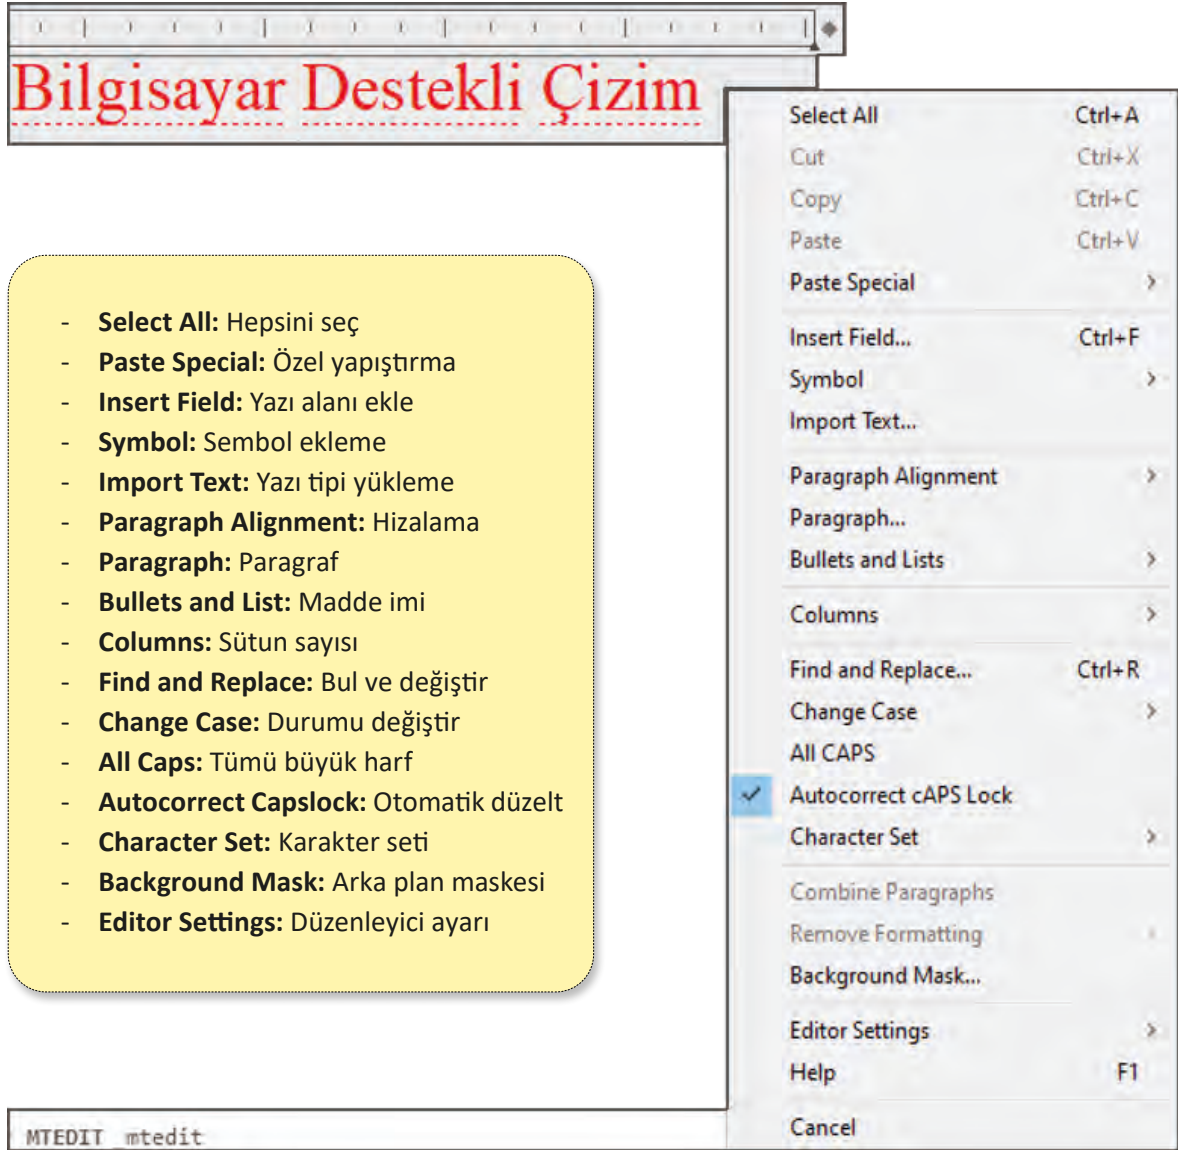 Bilgisayar Destekli Çizim
Select All Ctrl+A
Cut Ctrl+X
Copy Ctrl+C
Paste Ctrl+V
Paste Special
Insert Field... Ctrl+F
Symbol
Import Text...
Paragraph Alignment
Paragraph...
Bullets and Lists
Columns
Find and Replace... Ctrl+R
Change Case
All CAPS
Autocorrect cAPS Lock
Character Set
Combine Paragraphs
Remove Formatting
Background Mask...
Editor Settings
Help F1
Cancel
- Select All: Hepsini seç
- Paste Special: Özel yapıştırma
- Insert Field: Yazı alanı ekle
- Symbol: Sembol ekleme
- Import Text: Yazı tipi yükleme
- Paragraph Alignment: Hizalama
- Paragraph: Paragraf
- Bullets and List: Madde imi
- Columns: Sütun sayısı
- Find and Replace: Bul ve değiştir
- Change Case: Durumu değiştir
- All Caps: Tümü büyük harf
- Autocorrect Capslock: Otomatik düzelt
- Character Set: Karakter seti
- Background Mask: Arka plan maskesi
- Editor Settings: Düzenleyici ayarı
MTEDIT _mtedit